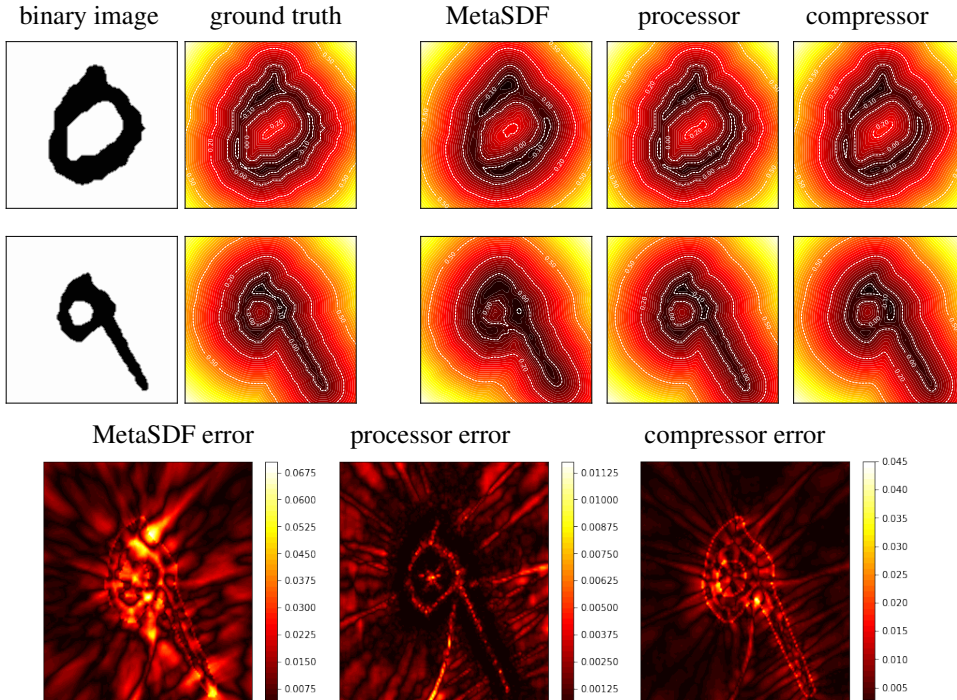 binary image ground truth MetaSDF processor compressor
MetaSDF error processor error compressor error
0.0675 0.01125 0.045
0.0600 0.01000 0.040
0.0525 0.00875 0.035
0.0450 0.00750 0.030
0.0375 0.00625 0.025
0.0300 0.00500 0.020
0.0225 0.00375 0.015
0.0150 0.00250 0.010
0.0075 0.00125 0.005